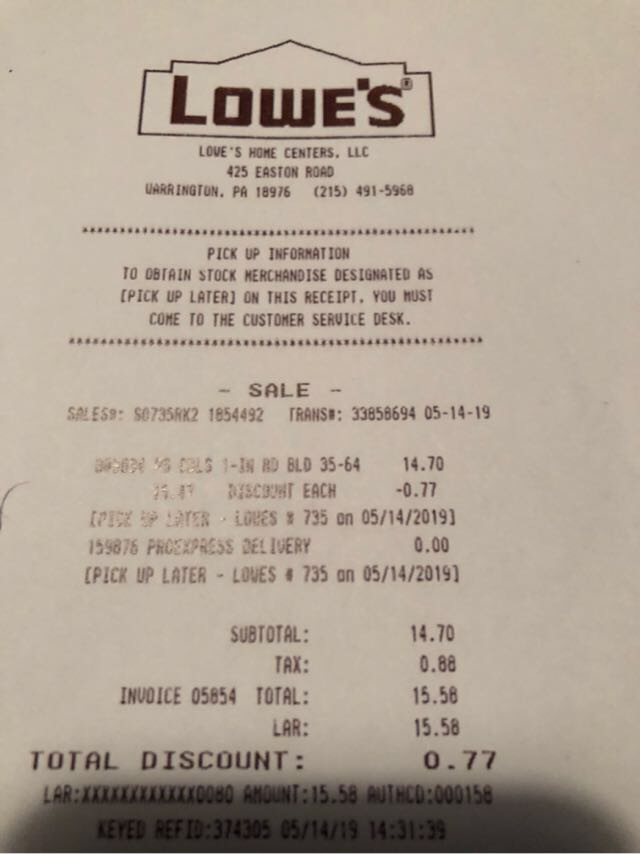 LOWE'S®
LOWE'S HOME CENTERS, LLC
425 EASTON ROAD
WARRINGTON, PA 18976 (215) 491-5968
******************************************************
PICK UP INFORMATION
TO OBTAIN STOCK MERCHANDISE DESIGNATED AS
[PICK UP LATER] ON THIS RECEIPT, YOU MUST
COME TO THE CUSTOMER SERVICE DESK.
******************************************************
- SALE -
SALES#: S0735RK2 1854492 TRANS#: 33858694 05-14-19
1-IN RD BLD 35-64 14.70
DISCOUNT EACH -0.77
[PICK UP LATER - LOWES # 735 on 05/14/2019]
159876 PROEXPRESS DELIVERY 0.00
[PICK UP LATER - LOWES # 735 on 05/14/2019]
SUBTOTAL: 14.70
TAX: 0.88
INVOICE 05854 TOTAL: 15.58
LAR: 15.58
TOTAL DISCOUNT: 0.77
LAR:XXXXXXXXXXXX0080 AMOUNT:15.58 AUTHCD:000158
KEYED REFID:374305 05/14/19 14:31:39